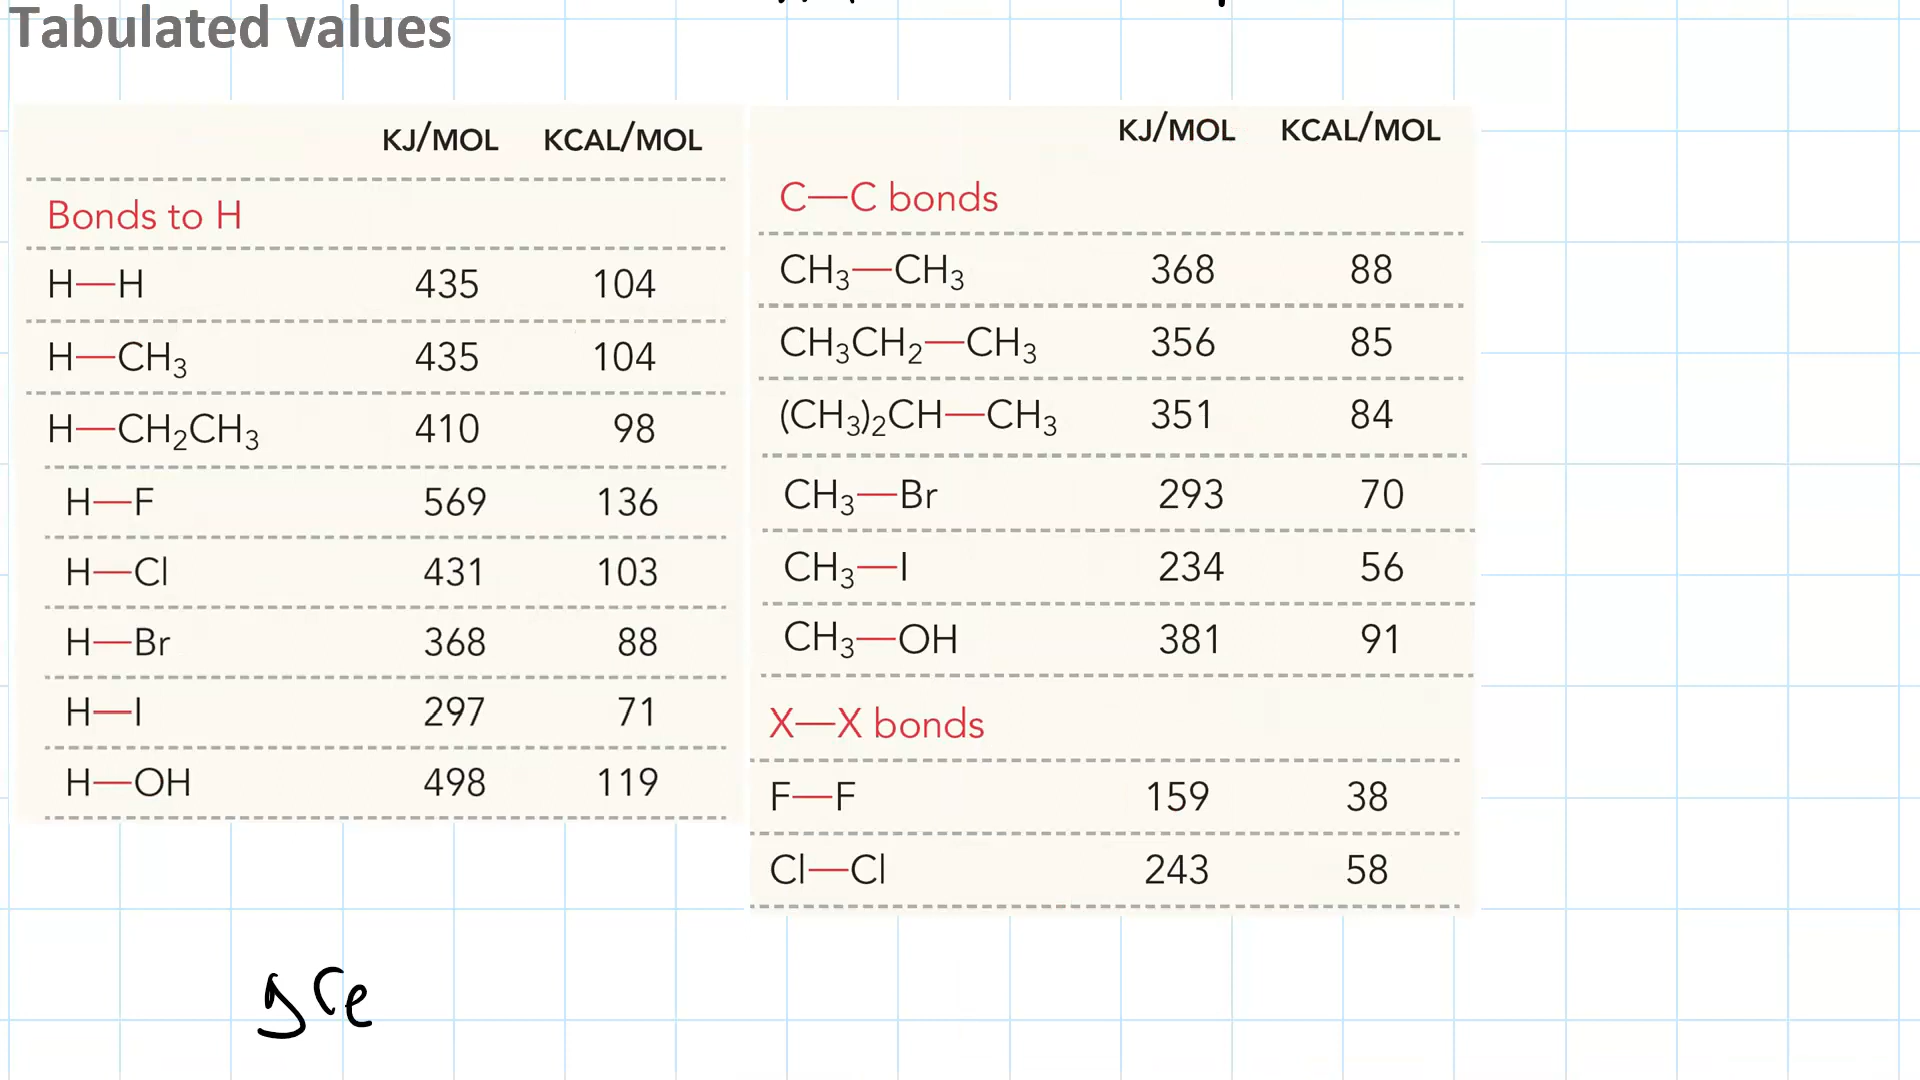 Tabulated values
KJ/MOL KCAL/MOL
Bonds to H
H—H 435 104
H—CH₃ 435 104
H—CH₂CH₃ 410 98
H—F 569 136
H—Cl 431 103
H—Br 368 88
H—I 297 71
H—OH 498 119
KJ/MOL KCAL/MOL
C—C bonds
CH₃—CH₃ 368 88
CH₃CH₂—CH₃ 356 85
(CH₃)₂CH—CH₃ 351 84
CH₃—Br 293 70
CH₃—I 234 56
CH₃—OH 381 91
X—X bonds
F—F 159 38
Cl—Cl 243 58
gre